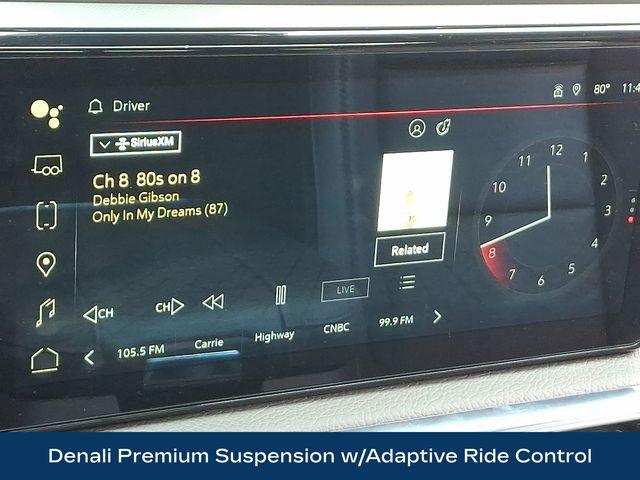 Driver
80° 11:4
SiriusXM
Ch 8 80s on 8
Debbie Gibson
Only In My Dreams (87)
Related
12
1
2
3
4
5
6
7
8
9
10
11
CH
CH
LIVE
105.5 FM Carrie Highway CNBC 99.9 FM
Denali Premium Suspension w/Adaptive Ride Control